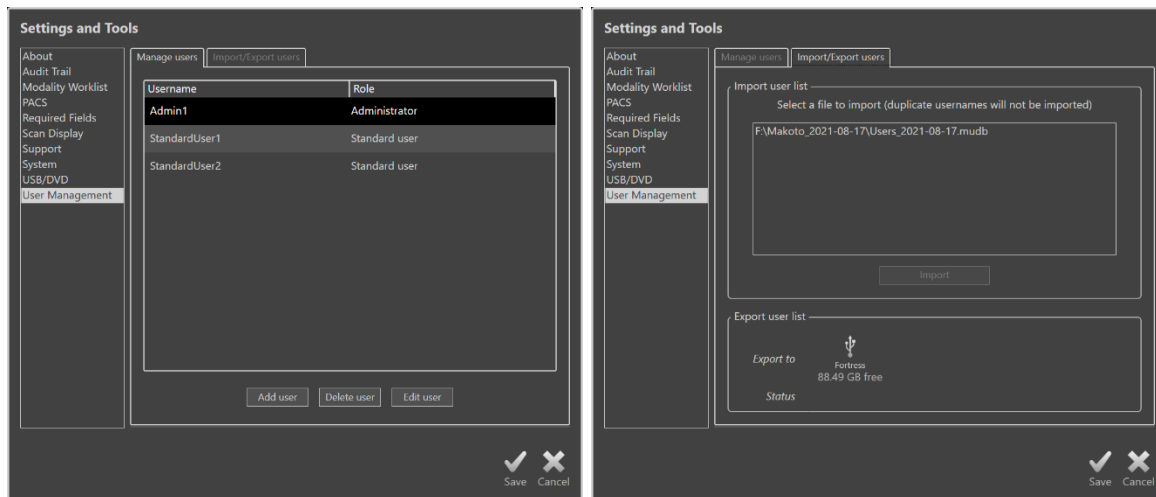 Settings and Tools
About
Audit Trail
Modality Worklist
PACS
Required Fields
Scan Display
Support
System
USB/DVD
User Management
Manage users
Import/Export users
Username
Role
Admin1
Administrator
StandardUser1
Standard user
StandardUser2
Standard user
Add user
Delete user
Edit user
Save
Cancel
Settings and Tools
About
Audit Trail
Modality Worklist
PACS
Required Fields
Scan Display
Support
System
USB/DVD
User Management
Manage users
Import/Export users
Import user list
Select a file to import (duplicate usernames will not be imported)
F:\Makoto_2021-08-17\Users_2021-08-17.mudb
Import
Export user list
Export to
Fortress
88.49 GB free
Status
Save
Cancel